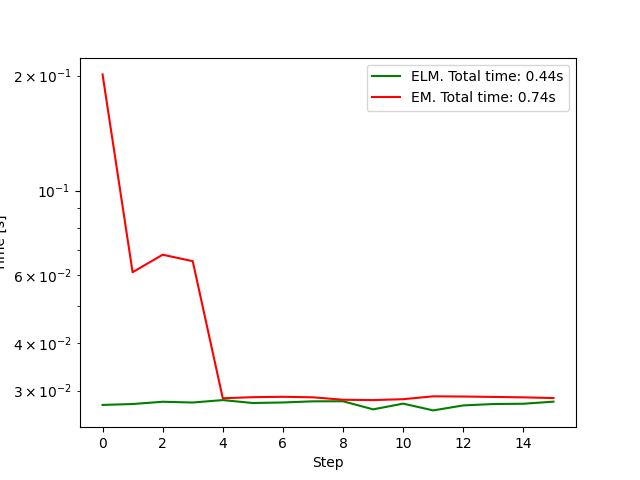 ELM. Total time: 0.44s
EM. Total time: 0.74s
2 × 10⁻¹
10⁻¹
6 × 10⁻²
4 × 10⁻²
3 × 10⁻²
Time [s]
0 2 4 6 8 10 12 14
Step